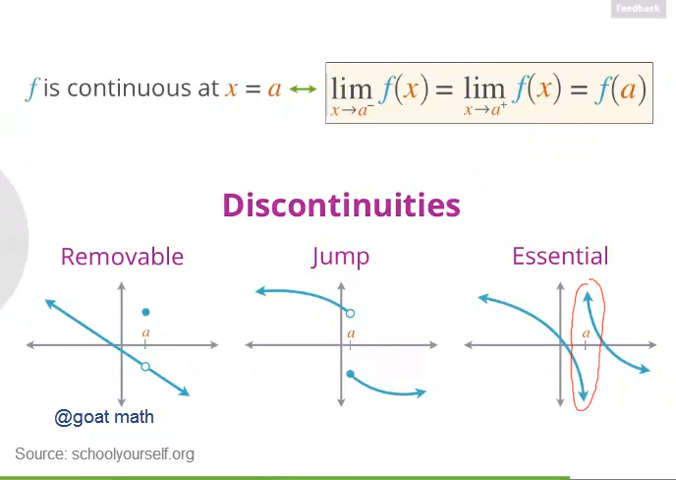 Feedback
f is continuous at x = a ↔ lim x→a⁻ f(x) = lim x→a⁺ f(x) = f(a)
Discontinuities
Removable Jump Essential
a a a
@goat math
Source: schoolyourself.org